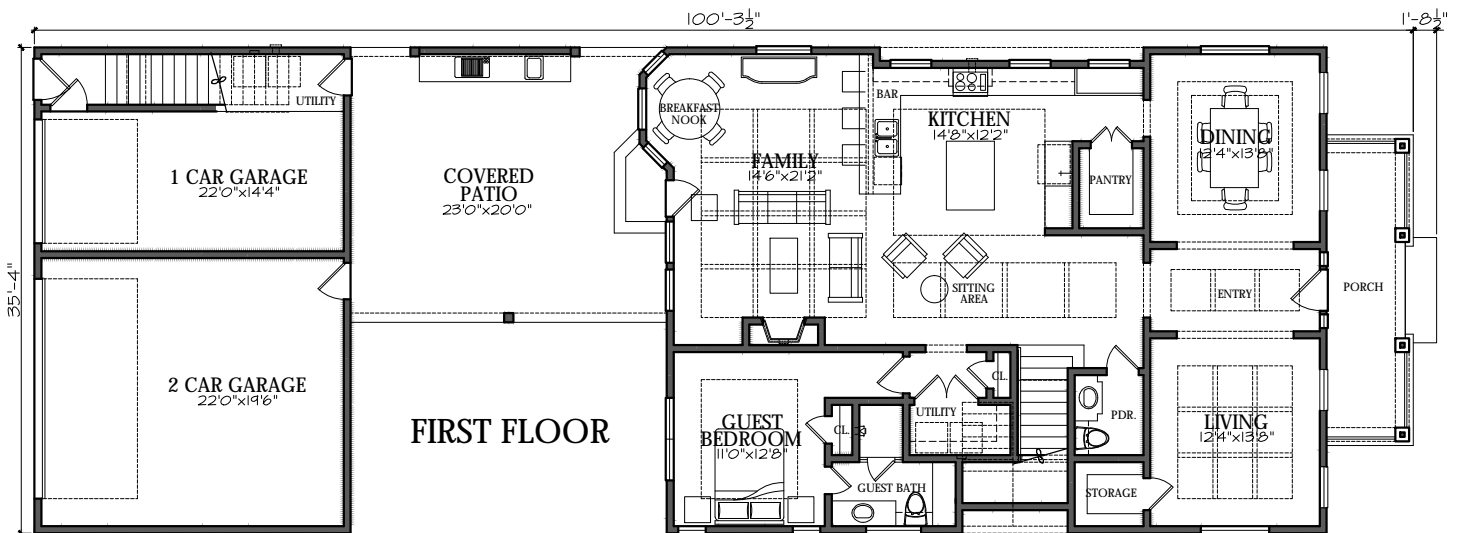 100'-3½"
1'-8½"
35'-4"
UTILITY
1 CAR GARAGE
22'0"x14'4"
2 CAR GARAGE
22'0"x19'6"
COVERED
PATIO
23'0"x20'0"
FIRST FLOOR
BREAKFAST
NOOK
FAMILY
14'6"x21'2"
BAR
KITCHEN
14'8"x12'2"
PANTRY
DINING
12'4"x13'8"
SITTING
AREA
ENTRY
PORCH
GUEST
BEDROOM
11'0"x12'8"
CL.
CL.
UTILITY
GUEST BATH
PDR.
STORAGE
LIVING
12'4"x13'8"